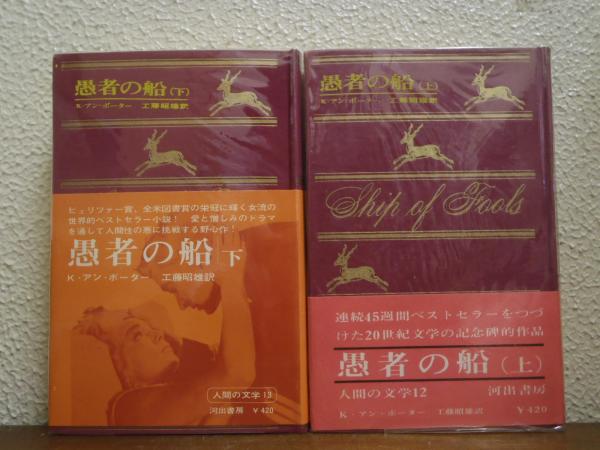 愚者の船(下)
K・アン・ポーター 工藤昭雄訳
ピュリツァー賞、全米図書賞の栄冠に輝く女流の
世界的ベストセラー小説! 愛と憎しみのドラマ
を通して人間性の悪に挑戦する野心作!
愚者の船 下
K・アン・ポーター 工藤昭雄訳
人間の文学 13
河出書房 ¥420
愚者の船(上)
K・アン・ポーター 工藤昭雄訳
Ship of Fools
連続45週間ベストセラーをつづ
けた20世紀文学の記念碑的作品
愚者の船(上)
人間の文学12 河出書房
K・アン・ポーター 工藤昭雄訳 ¥420